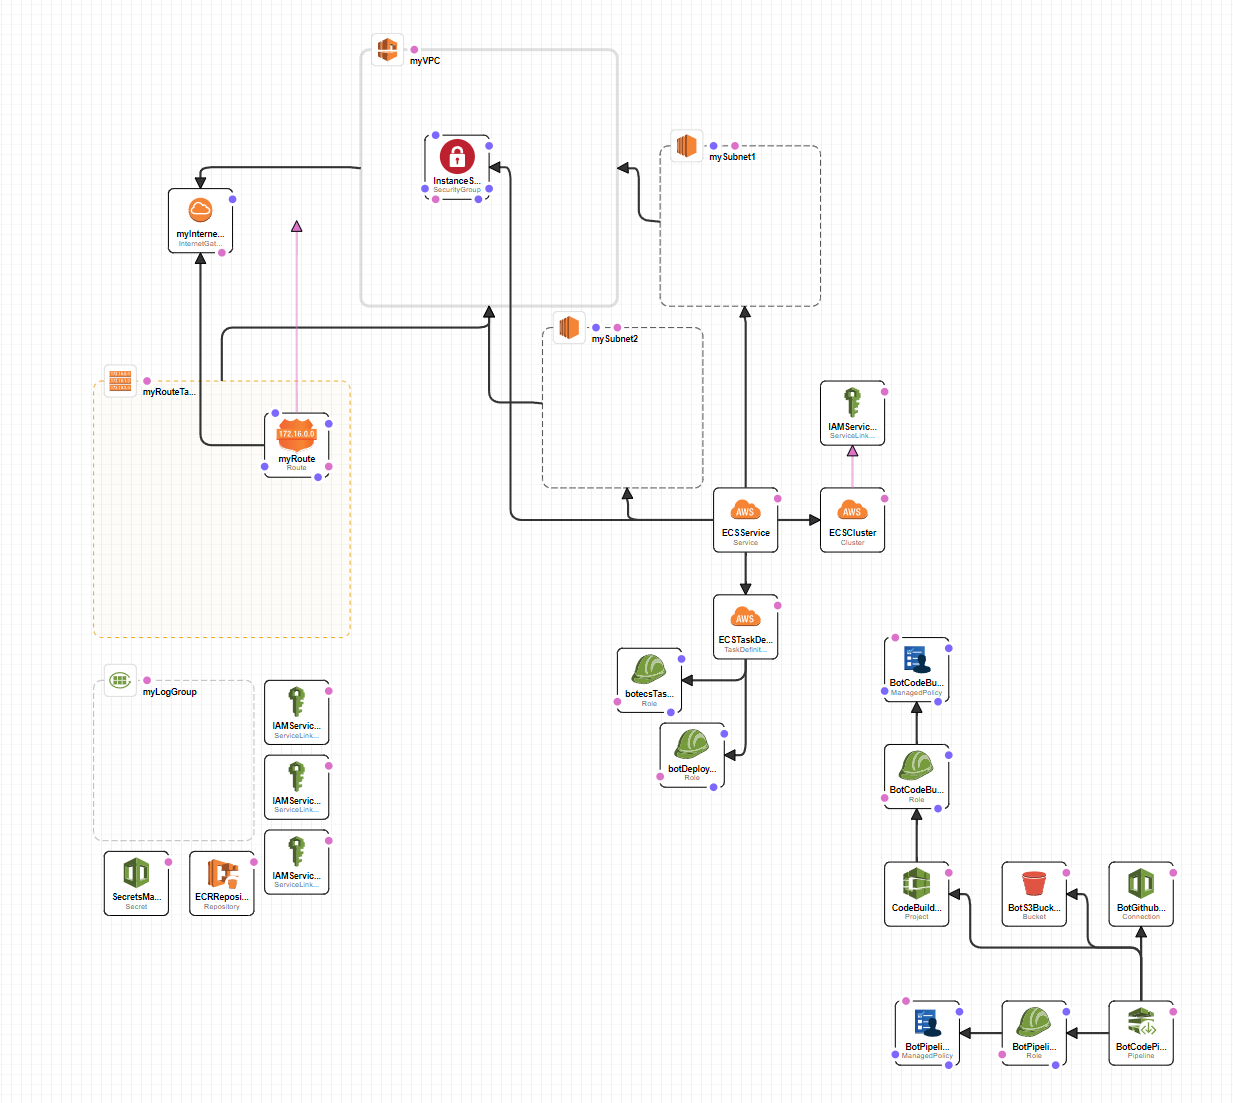 myVPC
InstanceS...
SecurityGroup
mySubnet1
myInterne...
InternetGat...
mySubnet2
myRouteTa...
172.16.0.0
myRoute
Route
IAMServic...
ServiceLink...
AWS
ECSService
Service
AWS
ECSCluster
Cluster
AWS
ECSTaskDe...
TaskDefinit...
botecsTas...
Role
botDeploy...
Role
myLogGroup
IAMServic...
ServiceLink...
IAMServic...
ServiceLink...
IAMServic...
ServiceLink...
SecretsMa...
Secret
ECRReposi...
Repository
BotCodeBu...
ManagedPolicy
BotCodeBu...
Role
CodeBuild...
Project
BotS3Buck...
Bucket
BotGithub...
Connection
BotPipeli...
ManagedPolicy
BotPipeli...
Role
BotCodePi...
Pipeline